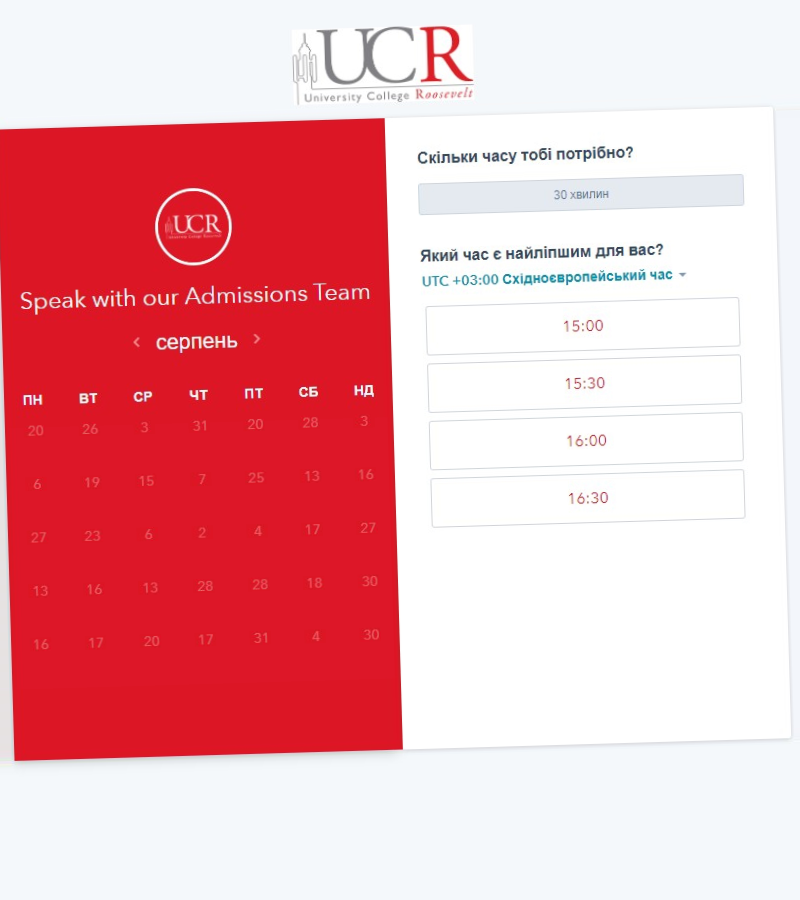 UCR
University College Roosevelt
UCR
Speak with our Admissions Team
серпень
ПН ВТ СР ЧТ ПТ СБ НД
20 26 3 31 20 28 3
6 19 15 7 25 13 16
27 23 6 2 4 17 27
13 16 13 28 28 18 30
16 17 20 17 31 4 30
Скільки часу тобі потрібно?
30 хвилин
Який час є найліпшим для вас?
UTC +03:00 Східноєвропейський час
15:00
15:30
16:00
16:30